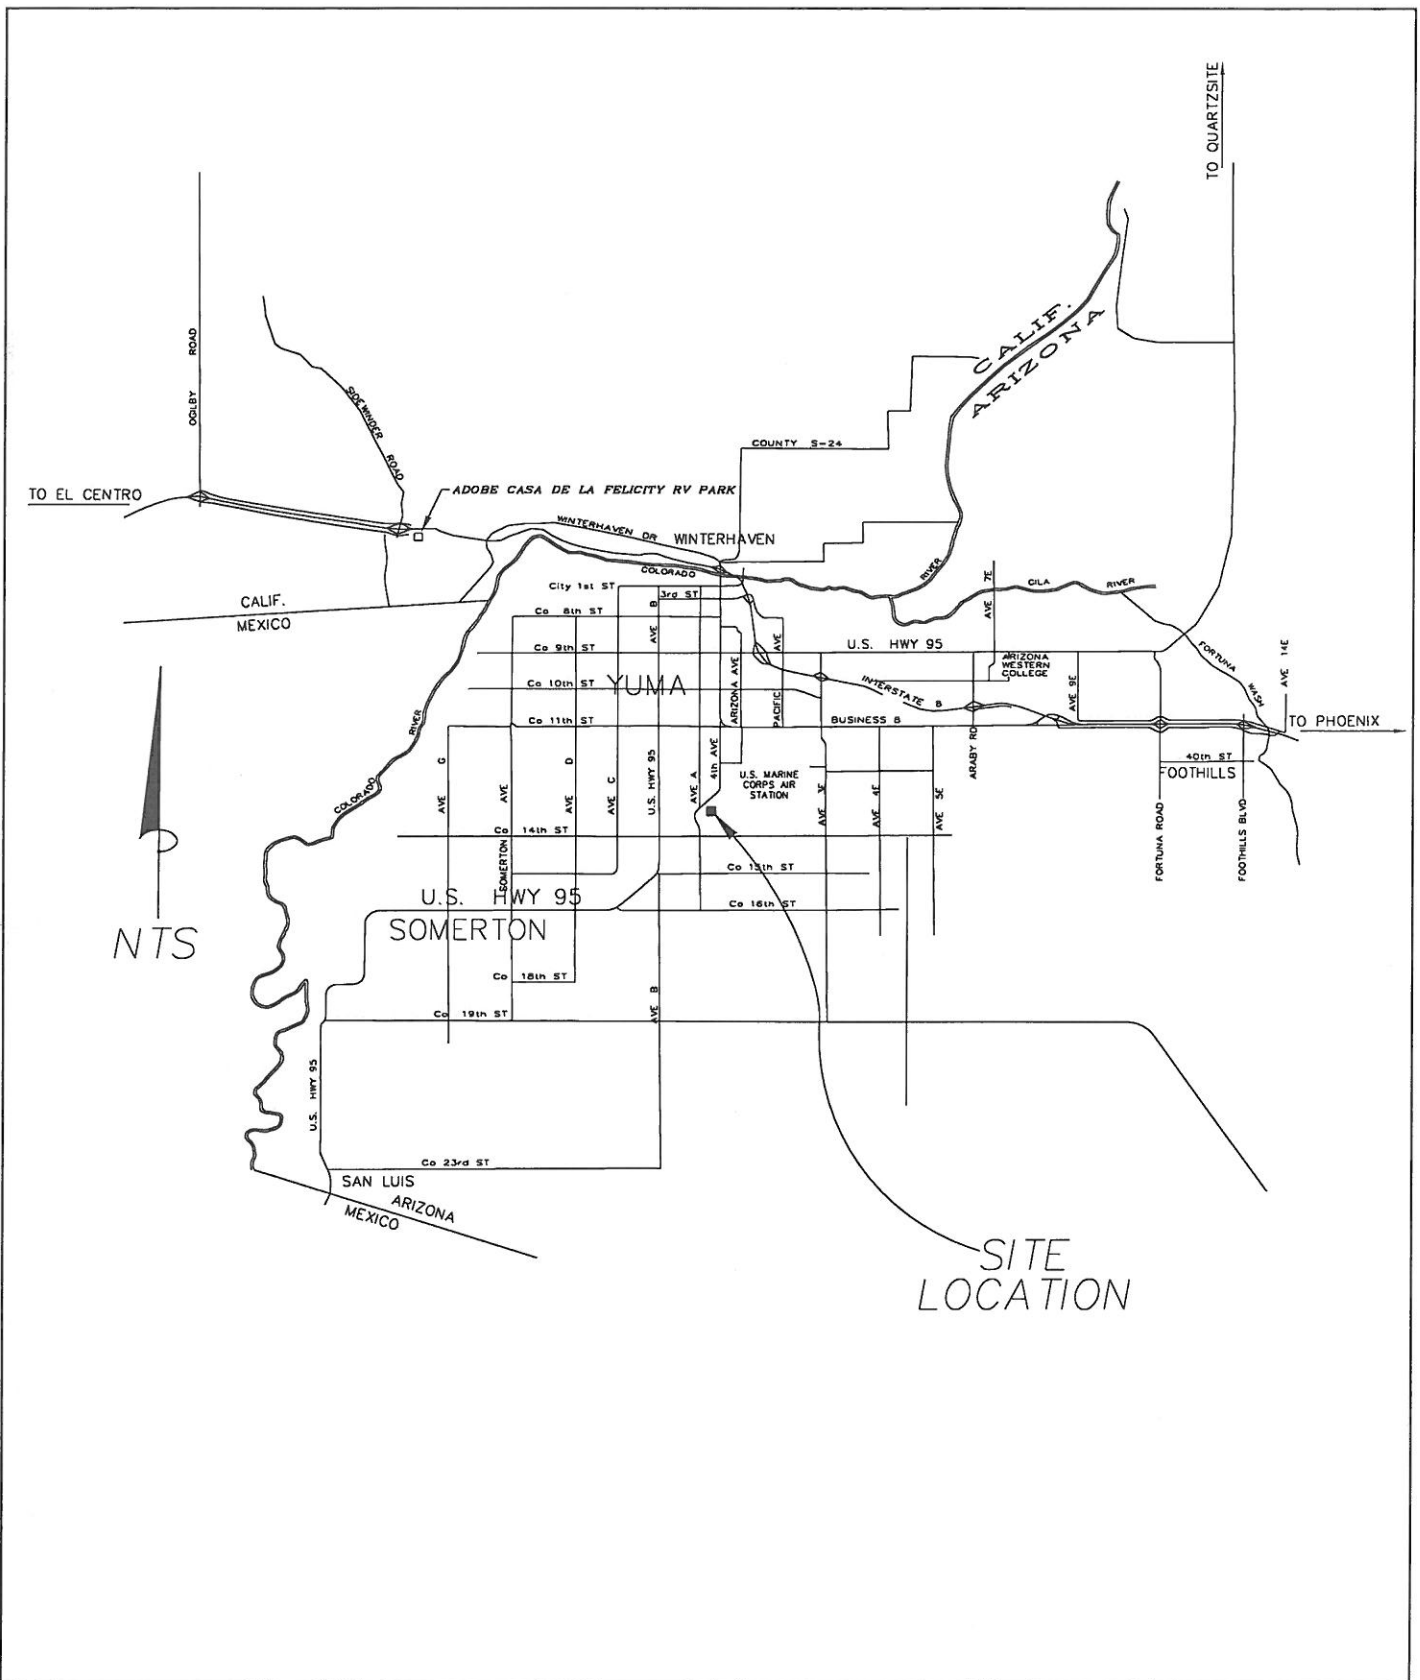 TO QUARTZSITE
OGILBY ROAD
SIDEWINDER ROAD
CALIF.
ARIZONA
COUNTY S-24
TO EL CENTRO
ADOBE CASA DE LA FELICITY RV PARK
WINTERHAVEN DR
WINTERHAVEN
COLORADO
RIVER
GILA RIVER
AVE 7E
City 1st ST
3rd ST
CALIF.
MEXICO
Co 8th ST
AVE B
Co 9th ST
U.S. HWY 95
ARIZONA
WESTERN
COLLEGE
FORTUNA WASH
AVE 14E
YUMA
Co 10th ST
ARIZONA AVE
PACIFIC AVE
INTERSTATE 8
AVE 9E
Co 11th ST
BUSINESS 8
TO PHOENIX
RIVER
COLORADO
AVE G
AVE
SOMERTON
AVE D
AVE C
U.S. HWY 95
AVE A
4th AVE
U.S. MARINE
CORPS AIR
STATION
AVE 3E
AVE 4E
AVE 5E
ARABY RD
40th ST
FOOTHILLS
FORTUNA ROAD
FOOTHILLS BLVD
Co 14th ST
Co 15th ST
U.S. HWY 95
Co 16th ST
SOMERTON
NTS
Co 18th ST
AVE B
Co 19th ST
U.S. HWY 95
Co 23rd ST
SAN LUIS
ARIZONA
MEXICO
SITE
LOCATION